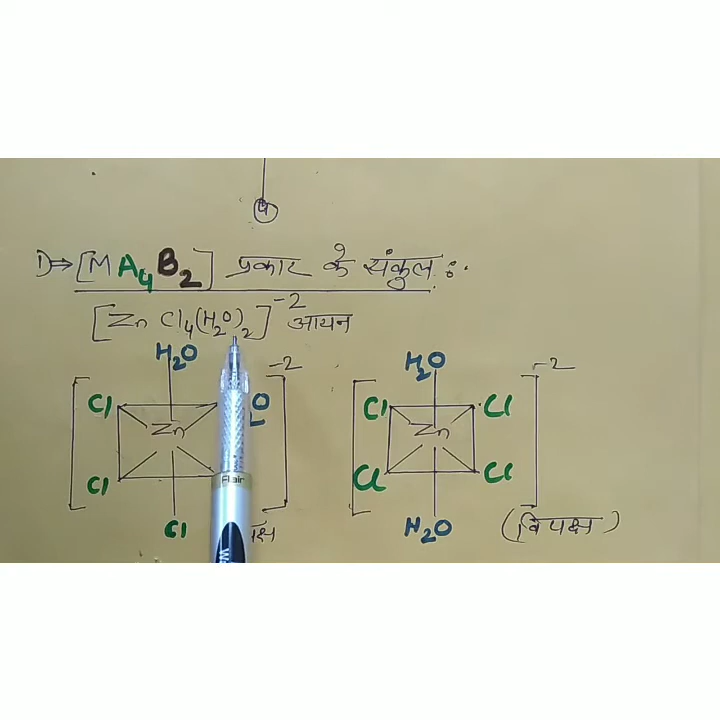 D⇒[MA₄B₂] प्रकार के संकुल :-
[Zn Cl₄(H₂O)₂]⁻² आयन
H₂O -2 H₂O -2
Cl O Cl Cl
Zn Zn
Cl Cl Cl
Flair
Cl पक्ष H₂O (विपक्ष)